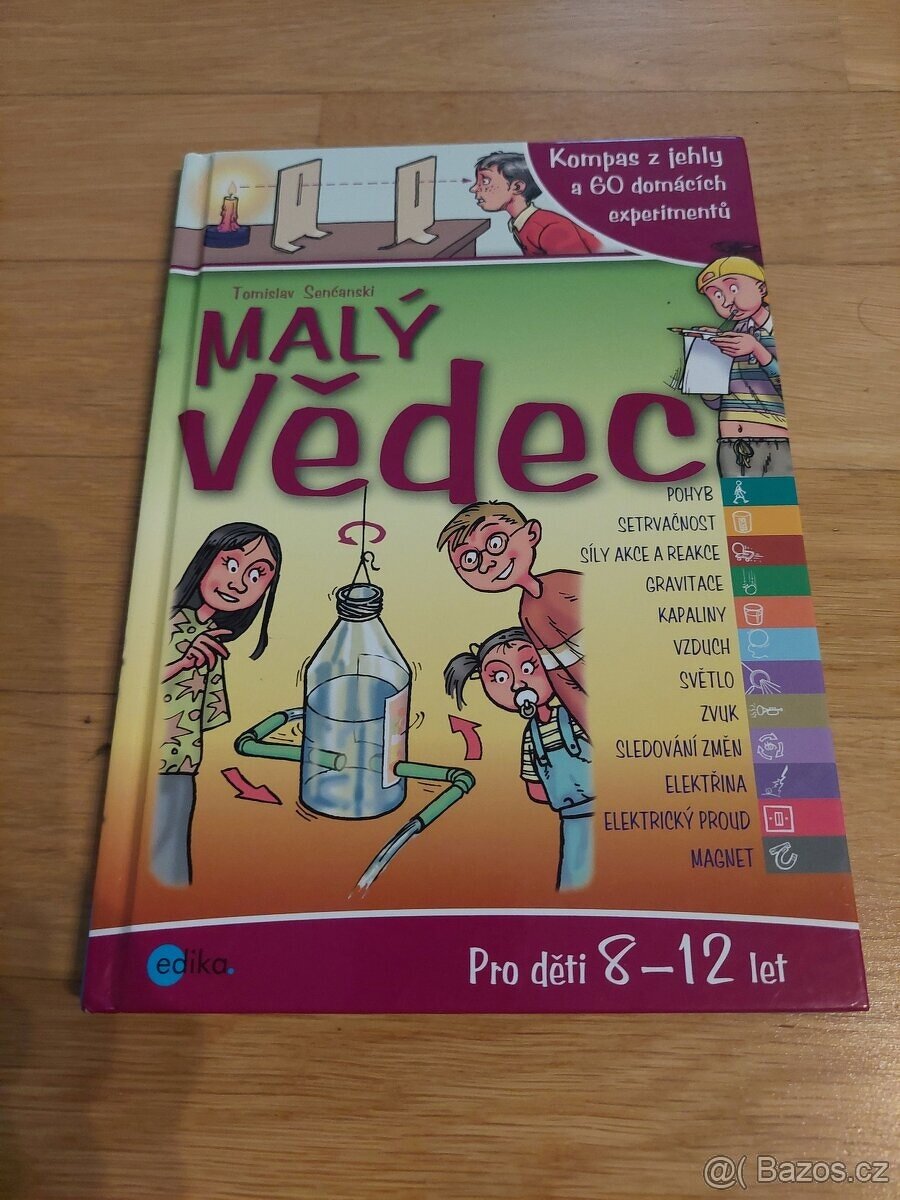 Kompas z jehly
a 60 domácích
experimentů
Tomislav Senćanski
MALÝ
Vědec
POHYB
SETRVAČNOST
SÍLY AKCE A REAKCE
GRAVITACE
KAPALINY
VZDUCH
SVĚTLO
ZVUK
SLEDOVÁNÍ ZMĚN
ELEKTŘINA
ELEKTRICKÝ PROUD
MAGNET
edika.
Pro děti 8–12 let
@( Bazos.cz